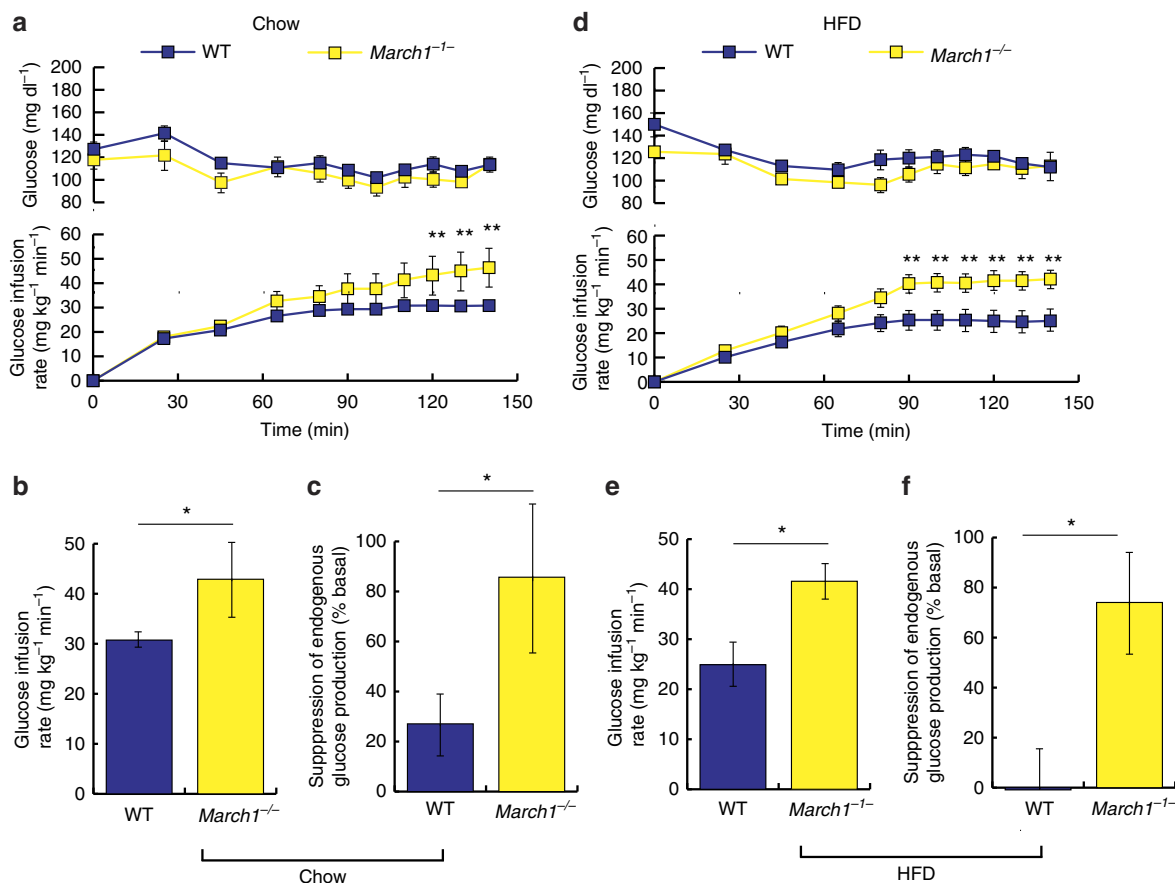 a
Chow
WT
March1⁻¹⁻
Glucose (mg dl⁻¹)
200
180
160
140
120
100
80
Glucose infusion
rate (mg kg⁻¹ min⁻¹)
60
50
40
30
20
10
0
** ** **
0 30 60 90 120 150
Time (min)
d
HFD
WT
March1⁻/⁻
Glucose (mg dl⁻¹)
200
180
160
140
120
100
80
Glucose infusion
rate (mg kg⁻¹ min⁻¹)
60
50
40
30
20
10
0
** ** ** ** ** **
0 30 60 90 120 150
Time (min)
b
Glucose infusion
rate (mg kg⁻¹ min⁻¹)
50
40
30
20
10
0
*
WT March1⁻/⁻
c
Supppression of endogenous
glucose production (% basal)
100
80
60
40
20
0
*
WT March1⁻/⁻
Chow
e
Glucose infusion
rate (mg kg⁻¹ min⁻¹)
50
40
30
20
10
0
*
WT March1⁻¹⁻
f
Suppression of endogenous
glucose production (% basal)
100
80
60
40
20
0
*
WT March1⁻¹⁻
HFD